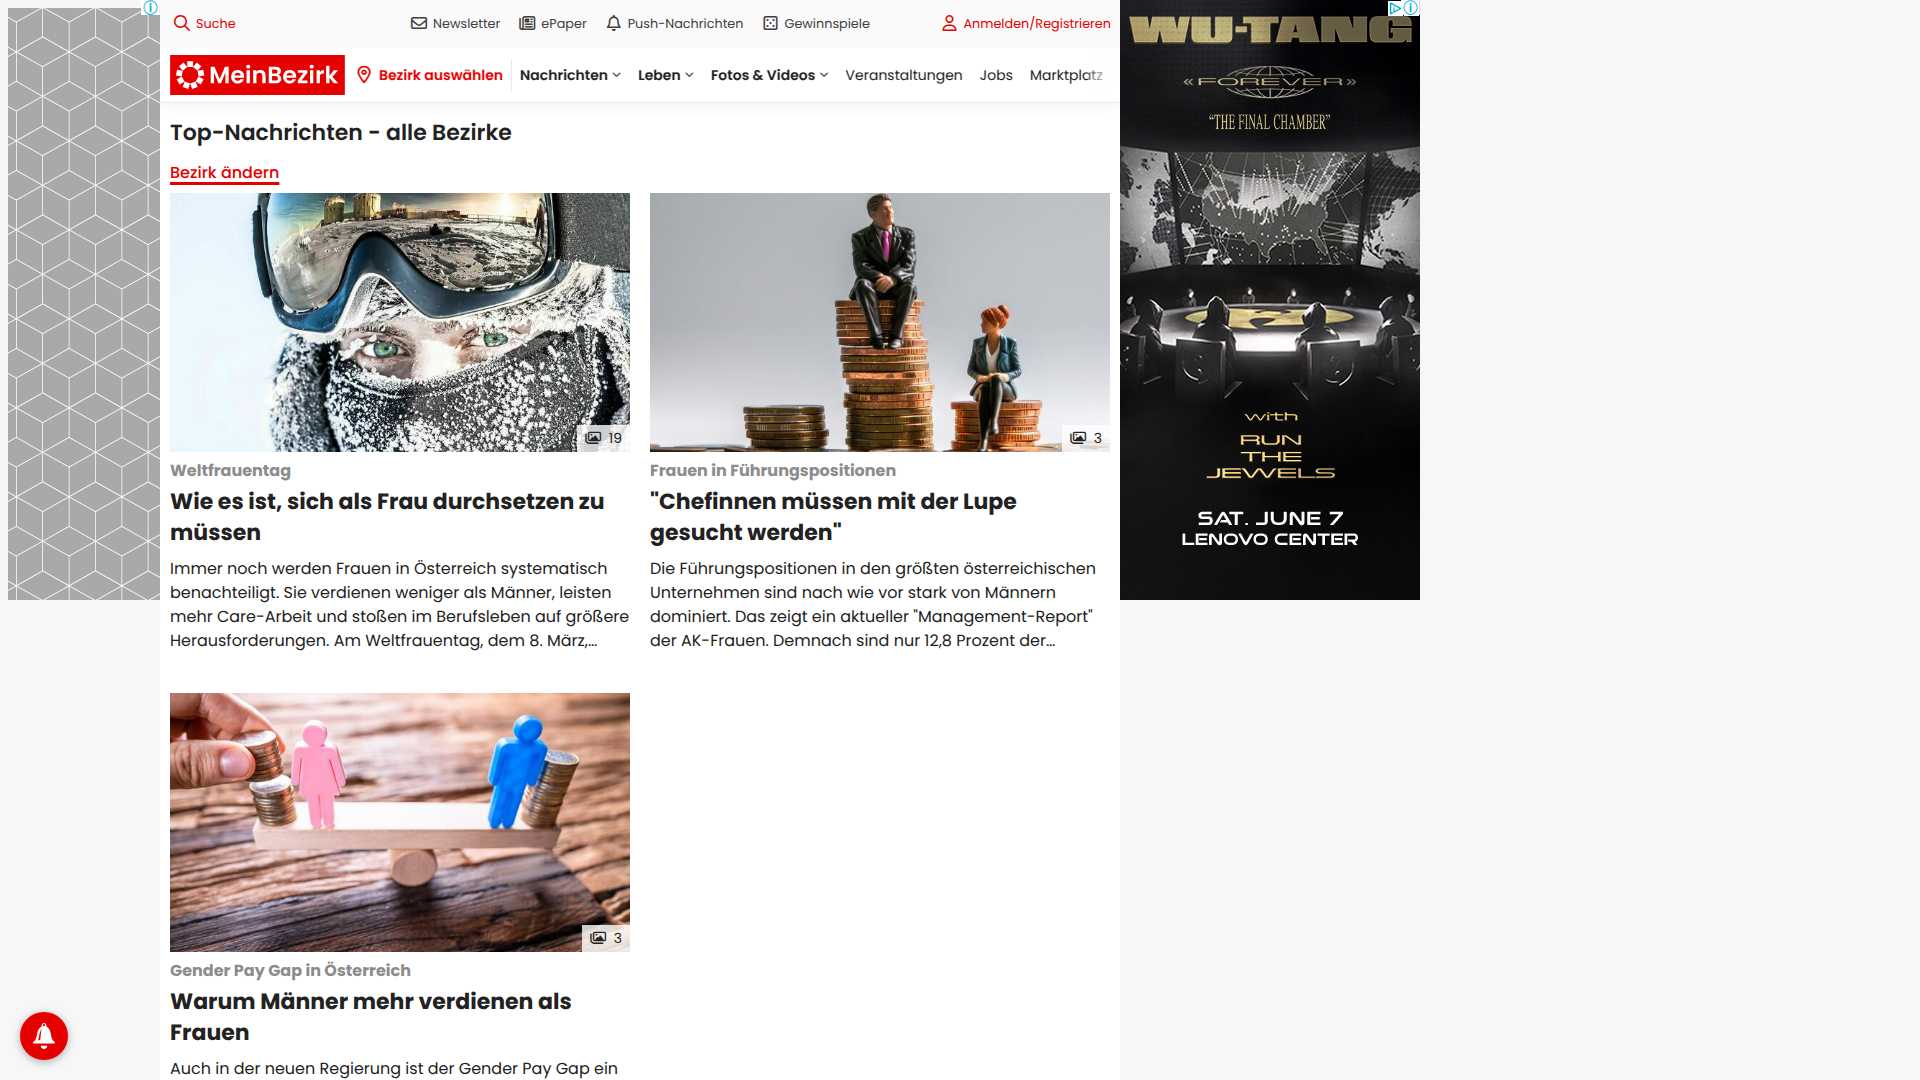 Suche
Newsletter
ePaper
Push-Nachrichten
Gewinnspiele
Anmelden/Registrieren
MeinBezirk
Bezirk auswählen
Nachrichten
Leben
Fotos & Videos
Veranstaltungen
Jobs
Marktplatz
Top-Nachrichten - alle Bezirke
Bezirk ändern
19
Weltfrauentag
Wie es ist, sich als Frau durchsetzen zu
müssen
Immer noch werden Frauen in Österreich systematisch
benachteiligt. Sie verdienen weniger als Männer, leisten
mehr Care-Arbeit und stoßen im Berufsleben auf größere
Herausforderungen. Am Weltfrauentag, dem 8. März,...
3
Frauen in Führungspositionen
"Chefinnen müssen mit der Lupe
gesucht werden"
Die Führungspositionen in den größten österreichischen
Unternehmen sind nach wie vor stark von Männern
dominiert. Das zeigt ein aktueller "Management-Report"
der AK-Frauen. Demnach sind nur 12,8 Prozent der...
3
Gender Pay Gap in Österreich
Warum Männer mehr verdienen als
Frauen
Auch in der neuen Regierung ist der Gender Pay Gap ein
WU-TANG
«FOREVER»
“THE FINAL CHAMBER”
with
RUN
THE
JEWELS
SAT. JUNE 7
LENOVO CENTER